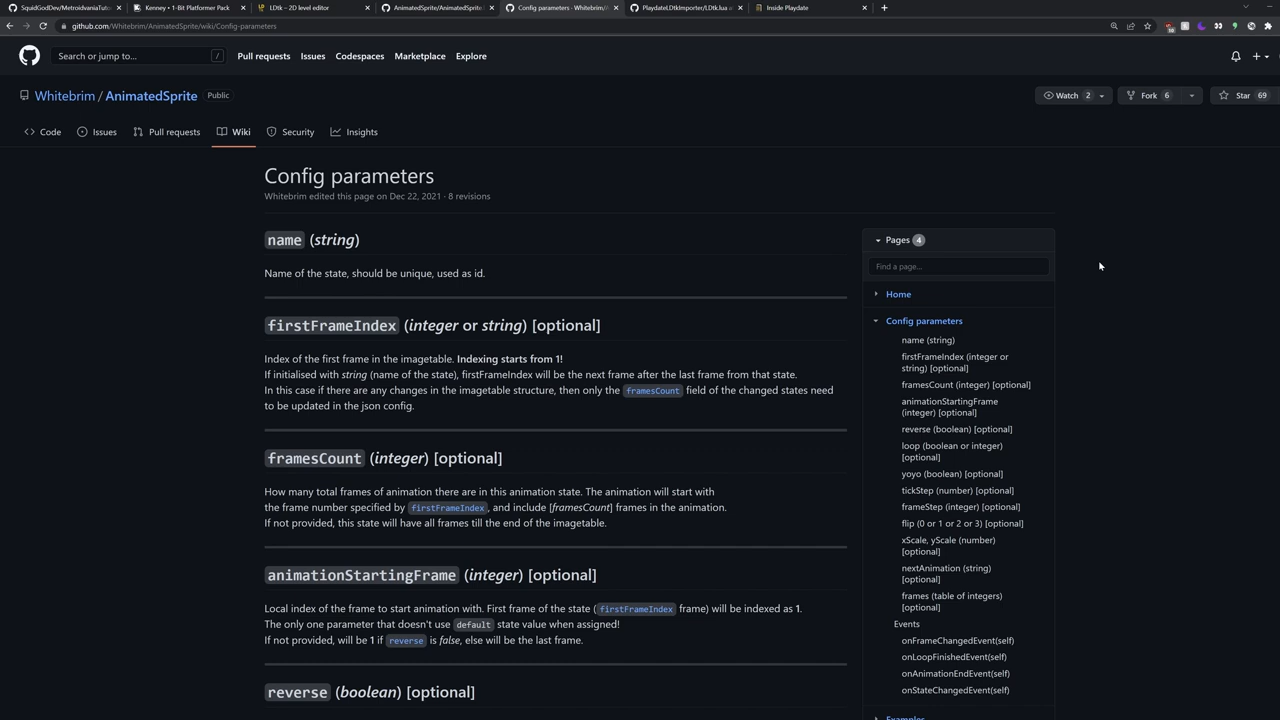 SquidGodDev/MetroidvaniaTutor
Kenney • 1-Bit Platformer Pack
LDtk – 2D level editor
AnimatedSprite/AnimatedSprite
Config parameters · Whitebrim/A
PlaydateLDtkImporter/LDtk.lua a
Inside Playdate
github.com/Whitebrim/AnimatedSprite/wiki/Config-parameters
Search or jump to...
/
Pull requests
Issues
Codespaces
Marketplace
Explore
Whitebrim / AnimatedSprite
Public
Watch 2
Fork 6
Star 69
Code
Issues
Pull requests
Wiki
Security
Insights
Config parameters
Whitebrim edited this page on Dec 22, 2021 · 8 revisions
name (string)
Name of the state, should be unique, used as id.
firstFrameIndex (integer or string) [optional]
Index of the first frame in the imagetable. Indexing starts from 1!
If initialised with string (name of the state), firstFrameIndex will be the next frame after the last frame from that state.
In this case if there are any changes in the imagetable structure, then only the framesCount field of the changed states need
to be updated in the json config.
framesCount (integer) [optional]
How many total frames of animation there are in this animation state. The animation will start with
the frame number specified by firstFrameIndex, and include [framesCount] frames in the animation.
If not provided, this state will have all frames till the end of the imagetable.
animationStartingFrame (integer) [optional]
Local index of the frame to start animation with. First frame of the state (firstFrameIndex frame) will be indexed as 1.
The only one parameter that doesn't use default state value when assigned!
If not provided, will be 1 if reverse is false, else will be the last frame.
reverse (boolean) [optional]
Pages 4
Find a page...
Home
Config parameters
name (string)
firstFrameIndex (integer or
string) [optional]
framesCount (integer) [optional]
animationStartingFrame
(integer) [optional]
reverse (boolean) [optional]
loop (boolean or integer)
[optional]
yoyo (boolean) [optional]
tickStep (number) [optional]
frameStep (integer) [optional]
flip (0 or 1 or 2 or 3) [optional]
xScale, yScale (number)
[optional]
nextAnimation (string)
[optional]
frames (table of integers)
[optional]
Events
onFrameChangedEvent(self)
onLoopFinishedEvent(self)
onAnimationEndEvent(self)
onStateChangedEvent(self)
Examples